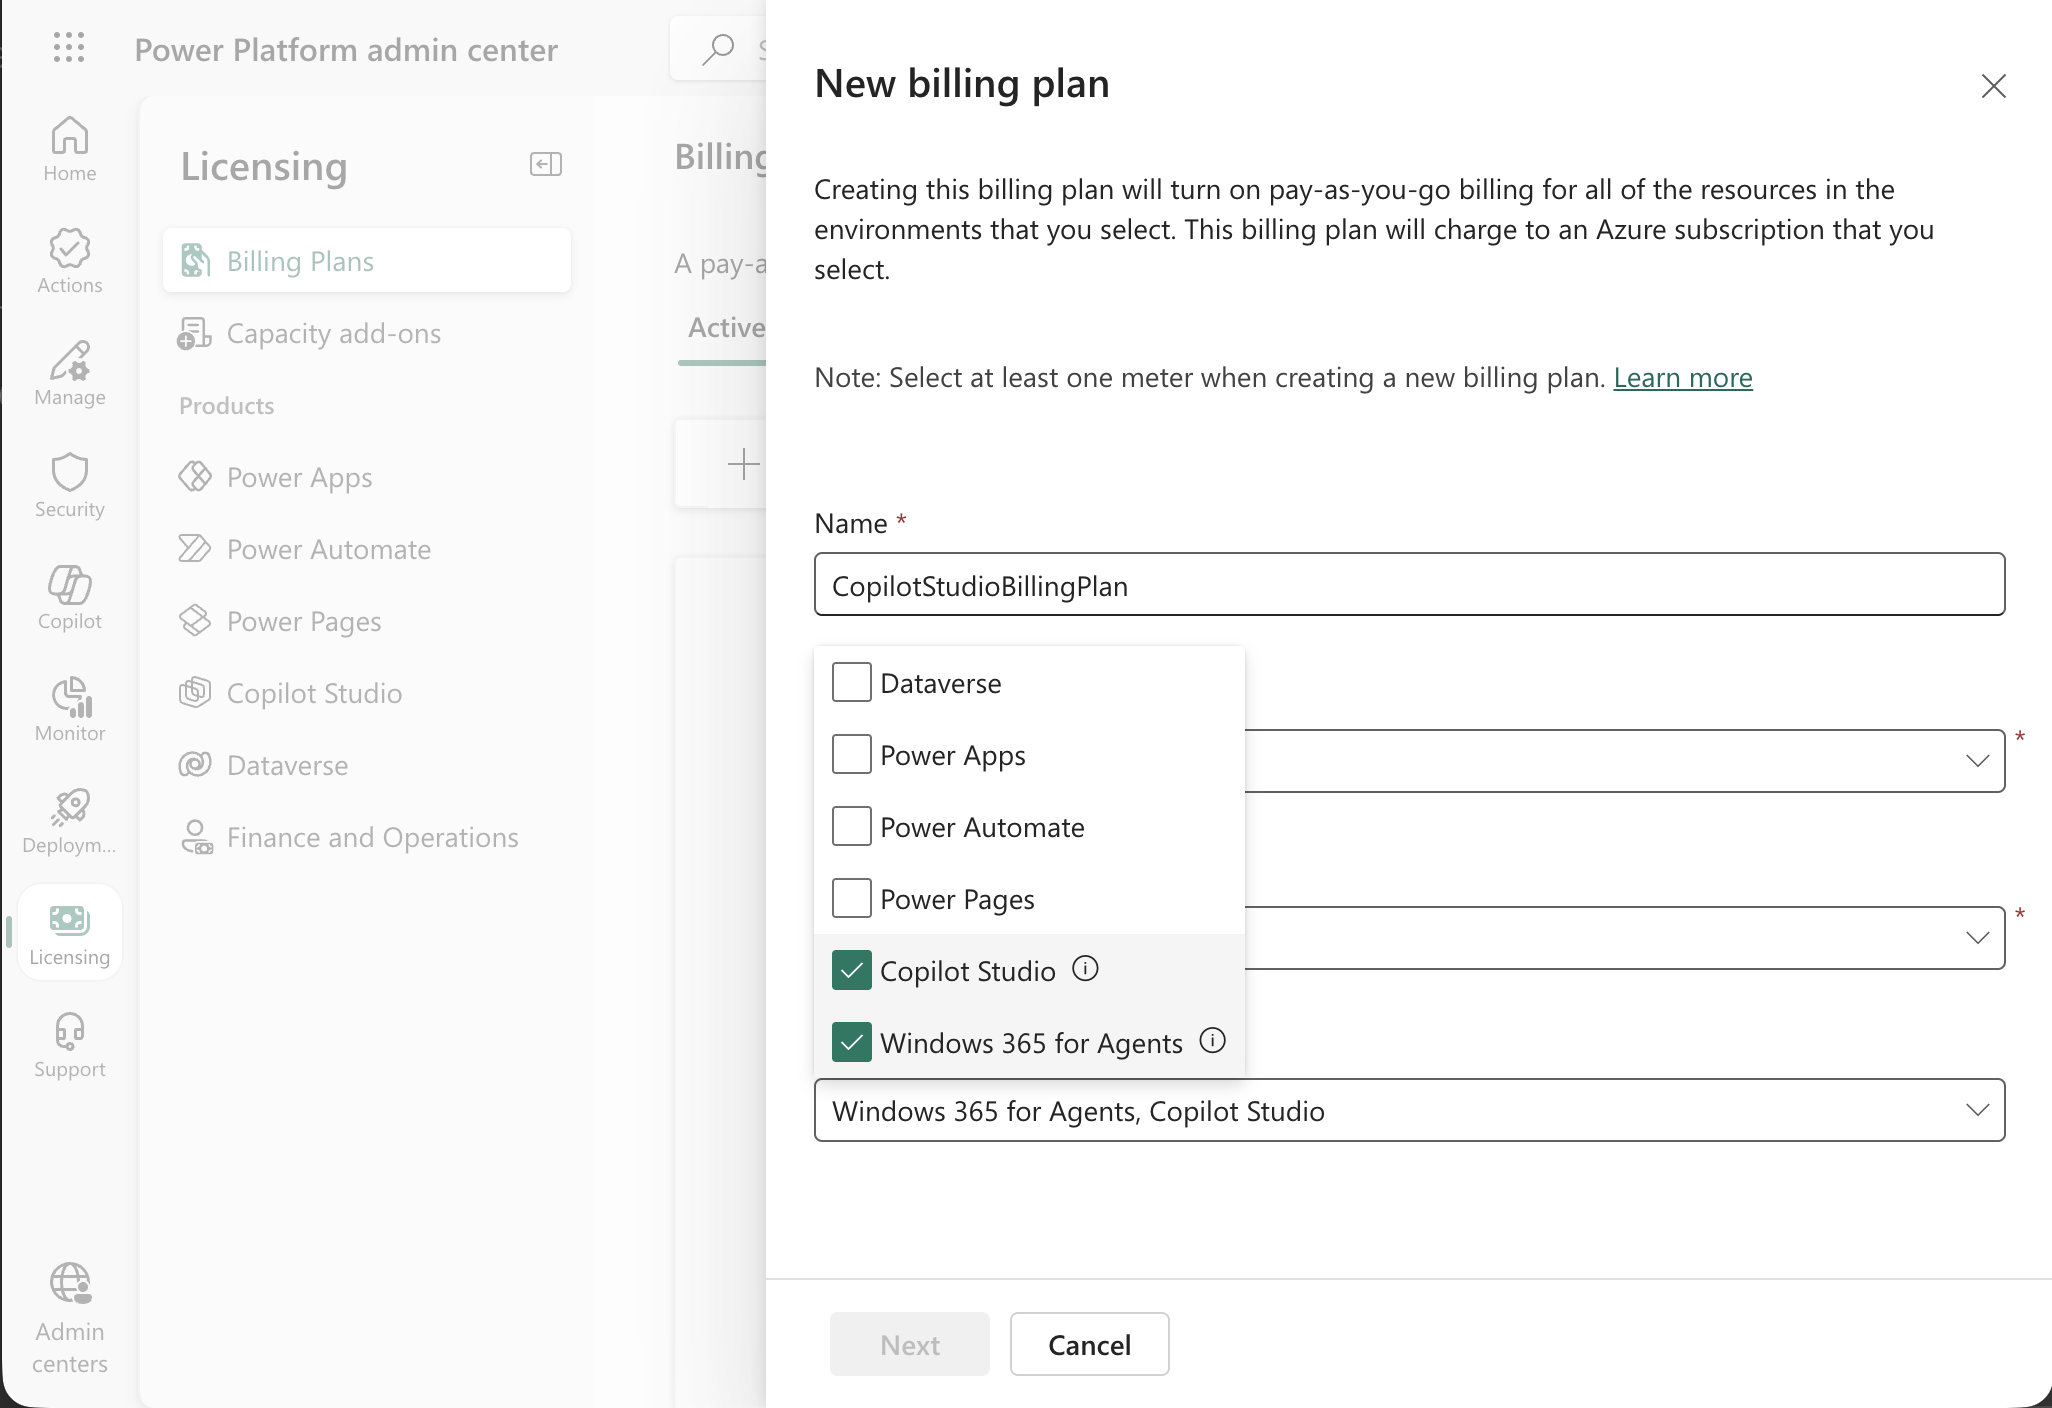 Power Platform admin center
Home
Actions
Manage
Security
Copilot
Monitor
Deploym...
Licensing
Support
Admin
centers
Licensing
Billing Plans
Capacity add-ons
Products
Power Apps
Power Automate
Power Pages
Copilot Studio
Dataverse
Finance and Operations
Billing
A pay-a
Active
New billing plan
Creating this billing plan will turn on pay-as-you-go billing for all of the resources in the
environments that you select. This billing plan will charge to an Azure subscription that you
select.
Note: Select at least one meter when creating a new billing plan. Learn more
Name *
CopilotStudioBillingPlan
Dataverse
*
Power Apps
Power Automate
Power Pages
*
Copilot Studio
Windows 365 for Agents
Windows 365 for Agents, Copilot Studio
Next
Cancel